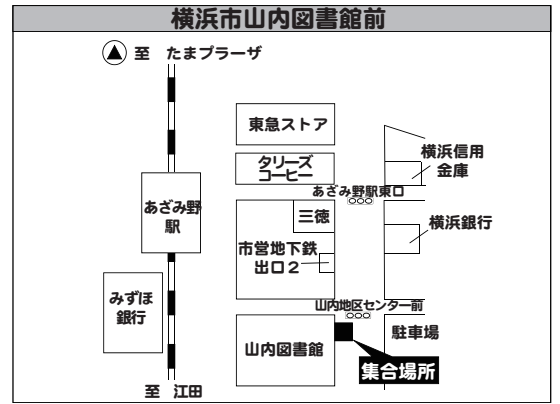 横浜市山内図書館前
至 たまプラーザ
東急ストア
タリーズ
コーヒー
横浜信用
金庫
あざみ野駅東口
あざみ野
駅
三徳
横浜銀行
市営地下鉄
出口2
みずほ
銀行
山内地区センター前
駐車場
山内図書館
集合場所
至 江田